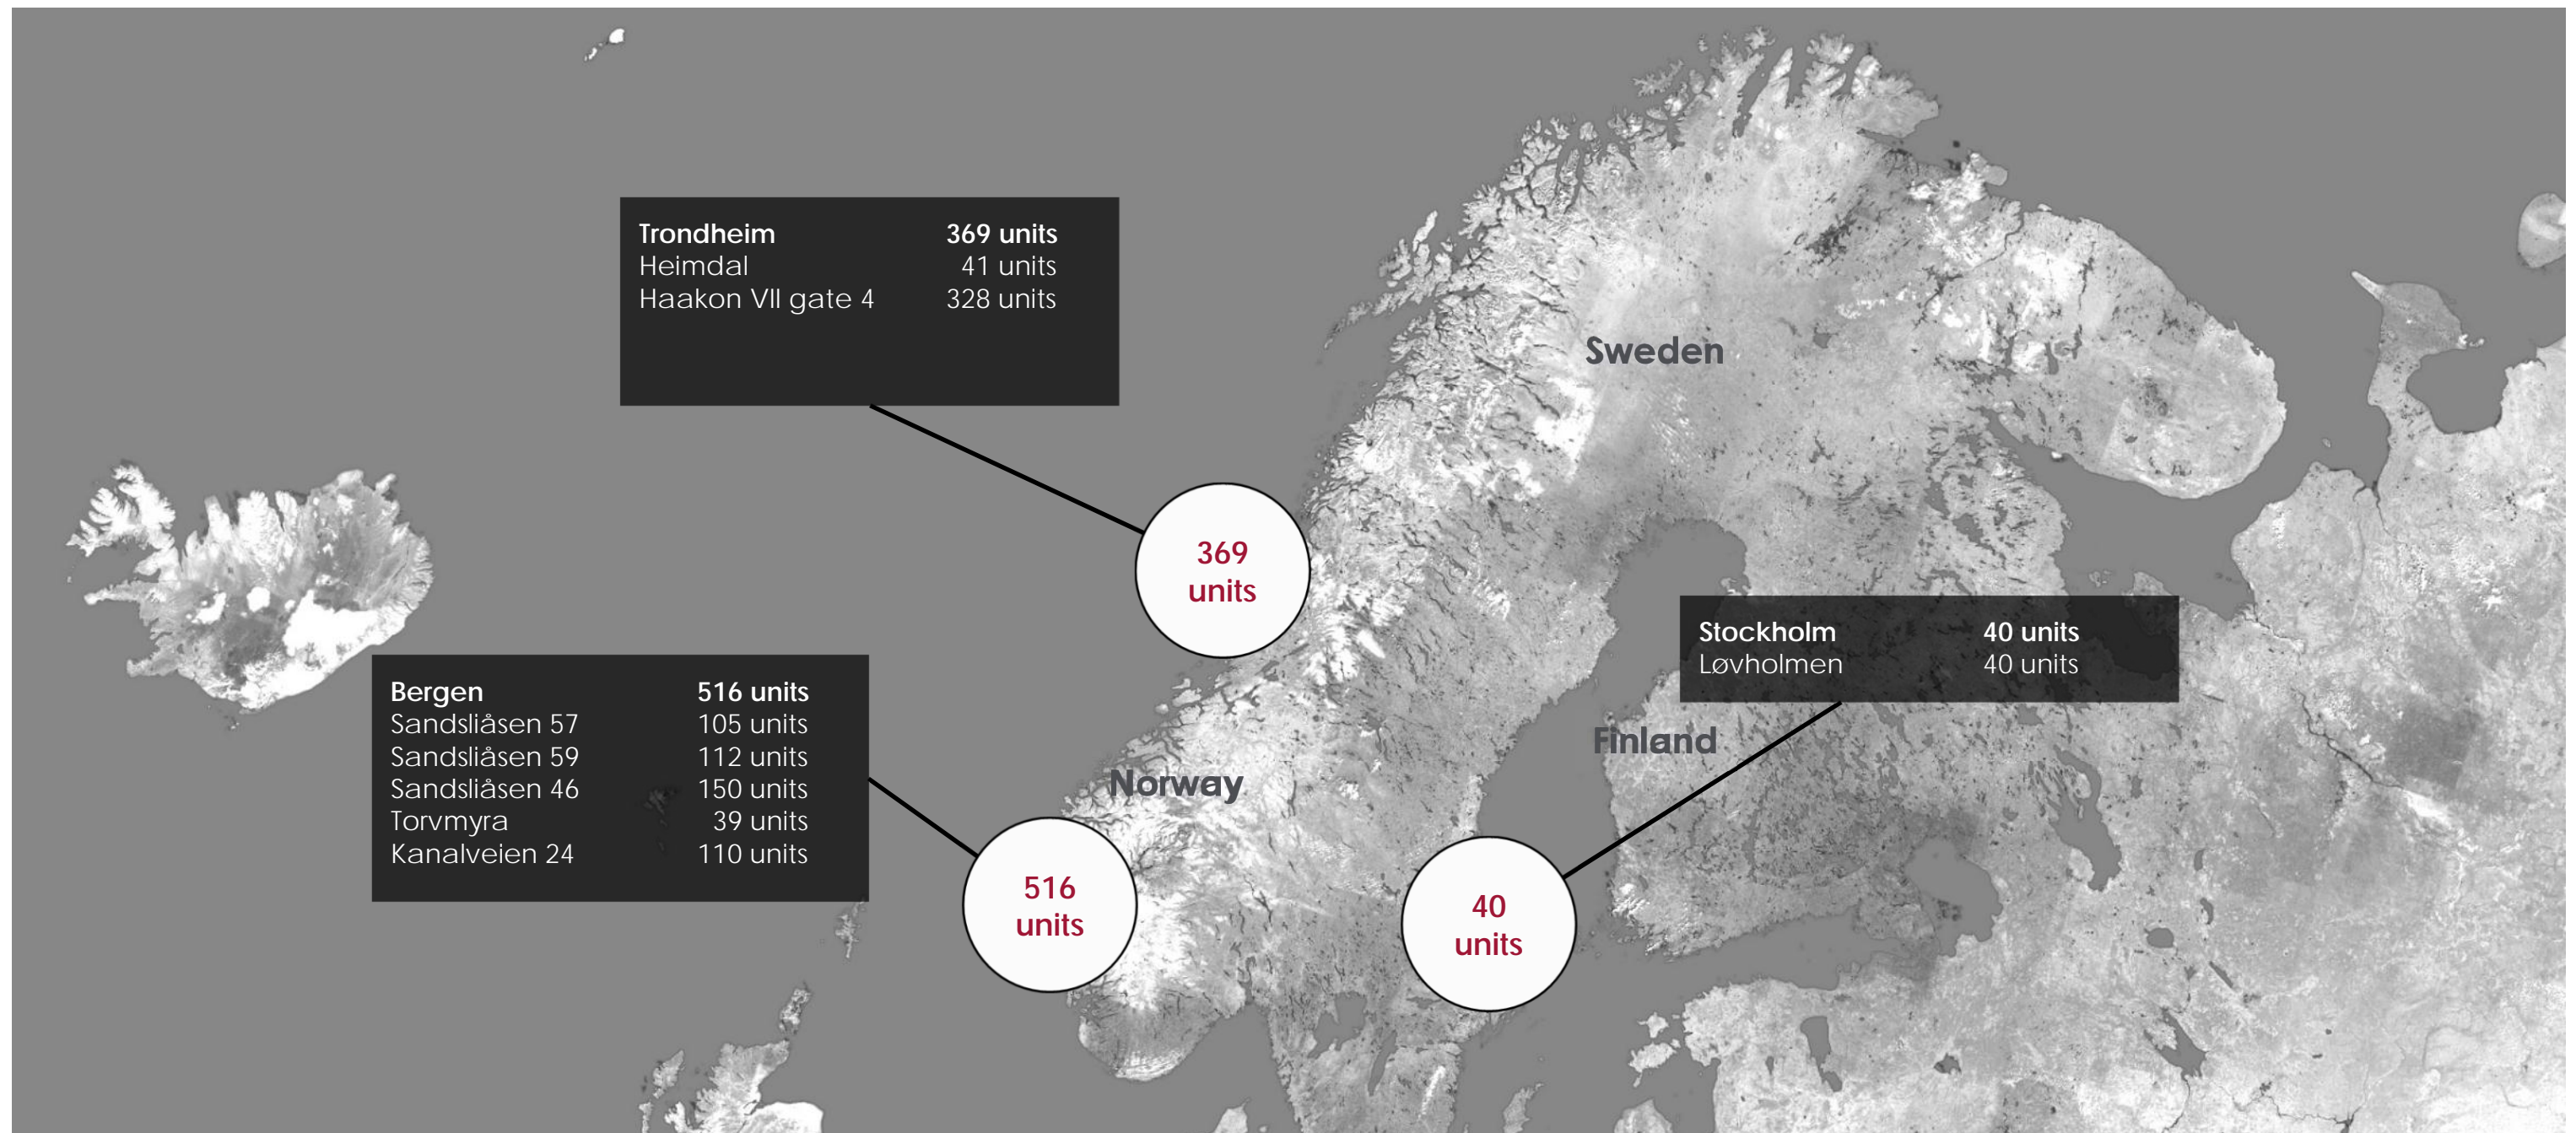 Trondheim 369 units
Heimdal 41 units
Haakon VII gate 4 328 units
Sweden
369
units
Stockholm 40 units
Løvholmen 40 units
Bergen 516 units
Sandsliåsen 57 105 units
Sandsliåsen 59 112 units
Sandsliåsen 46 150 units
Torvmyra 39 units
Kanalveien 24 110 units
Finland
Norway
516
units
40
units